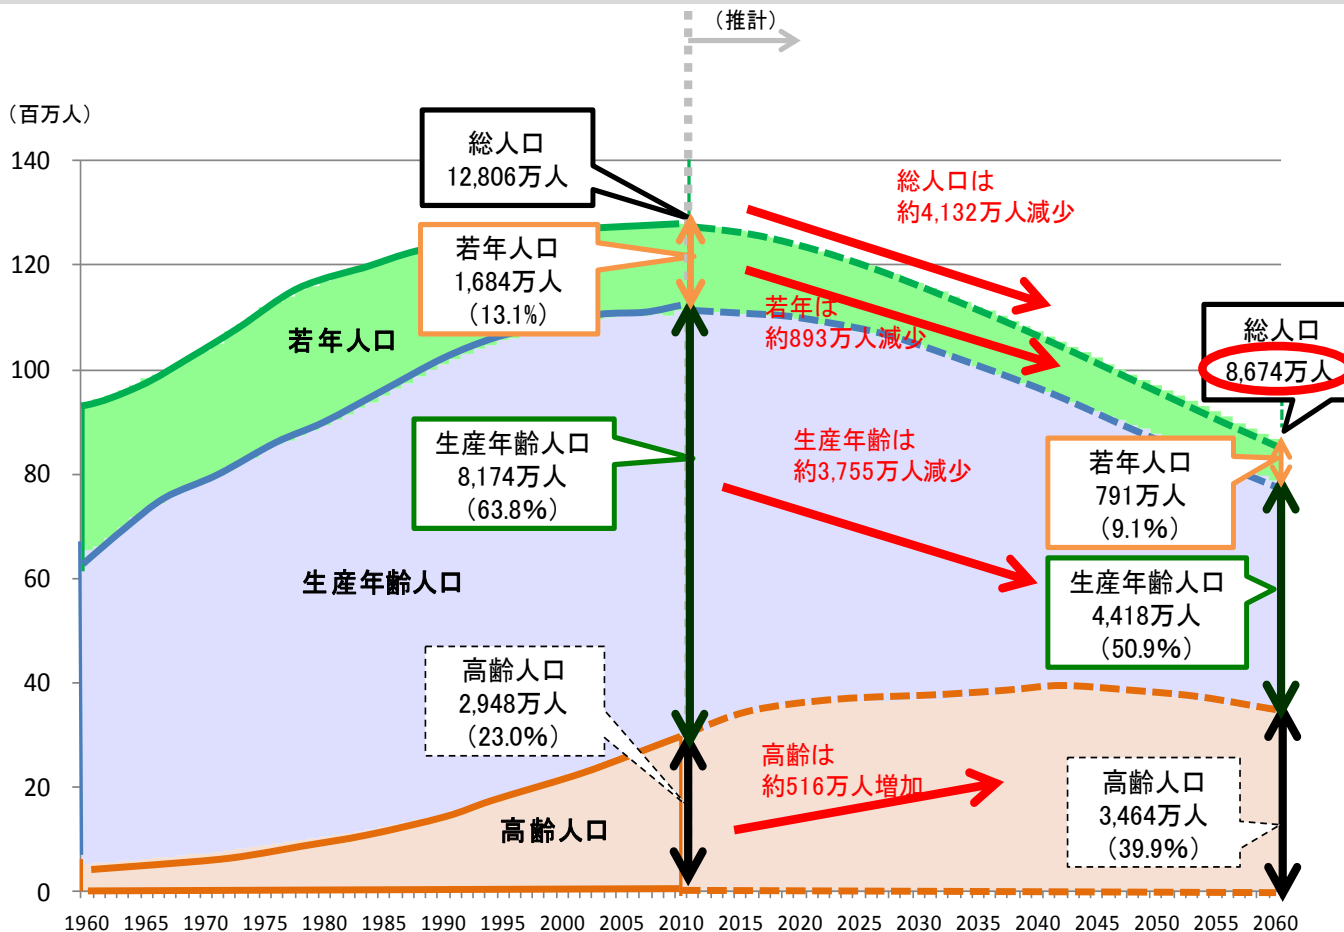 （推計）
（百万人）
総人口
12,806万人
若年人口
1,684万人
（13.1%）
総人口は
約4,132万人減少
若年は
約893万人減少
総人口
8,674万人
若年人口
生産年齢人口
8,174万人
（63.8%）
生産年齢は
約3,755万人減少
若年人口
791万人
（9.1%）
生産年齢人口
生産年齢人口
4,418万人
（50.9%）
高齢人口
2,948万人
（23.0%）
高齢は
約516万人増加
高齢人口
3,464万人
（39.9%）
高齢人口
140
120
100
80
60
40
20
0
1960 1965 1970 1975 1980 1985 1990 1995 2000 2005 2010 2015 2020 2025 2030 2035 2040 2045 2050 2055 2060